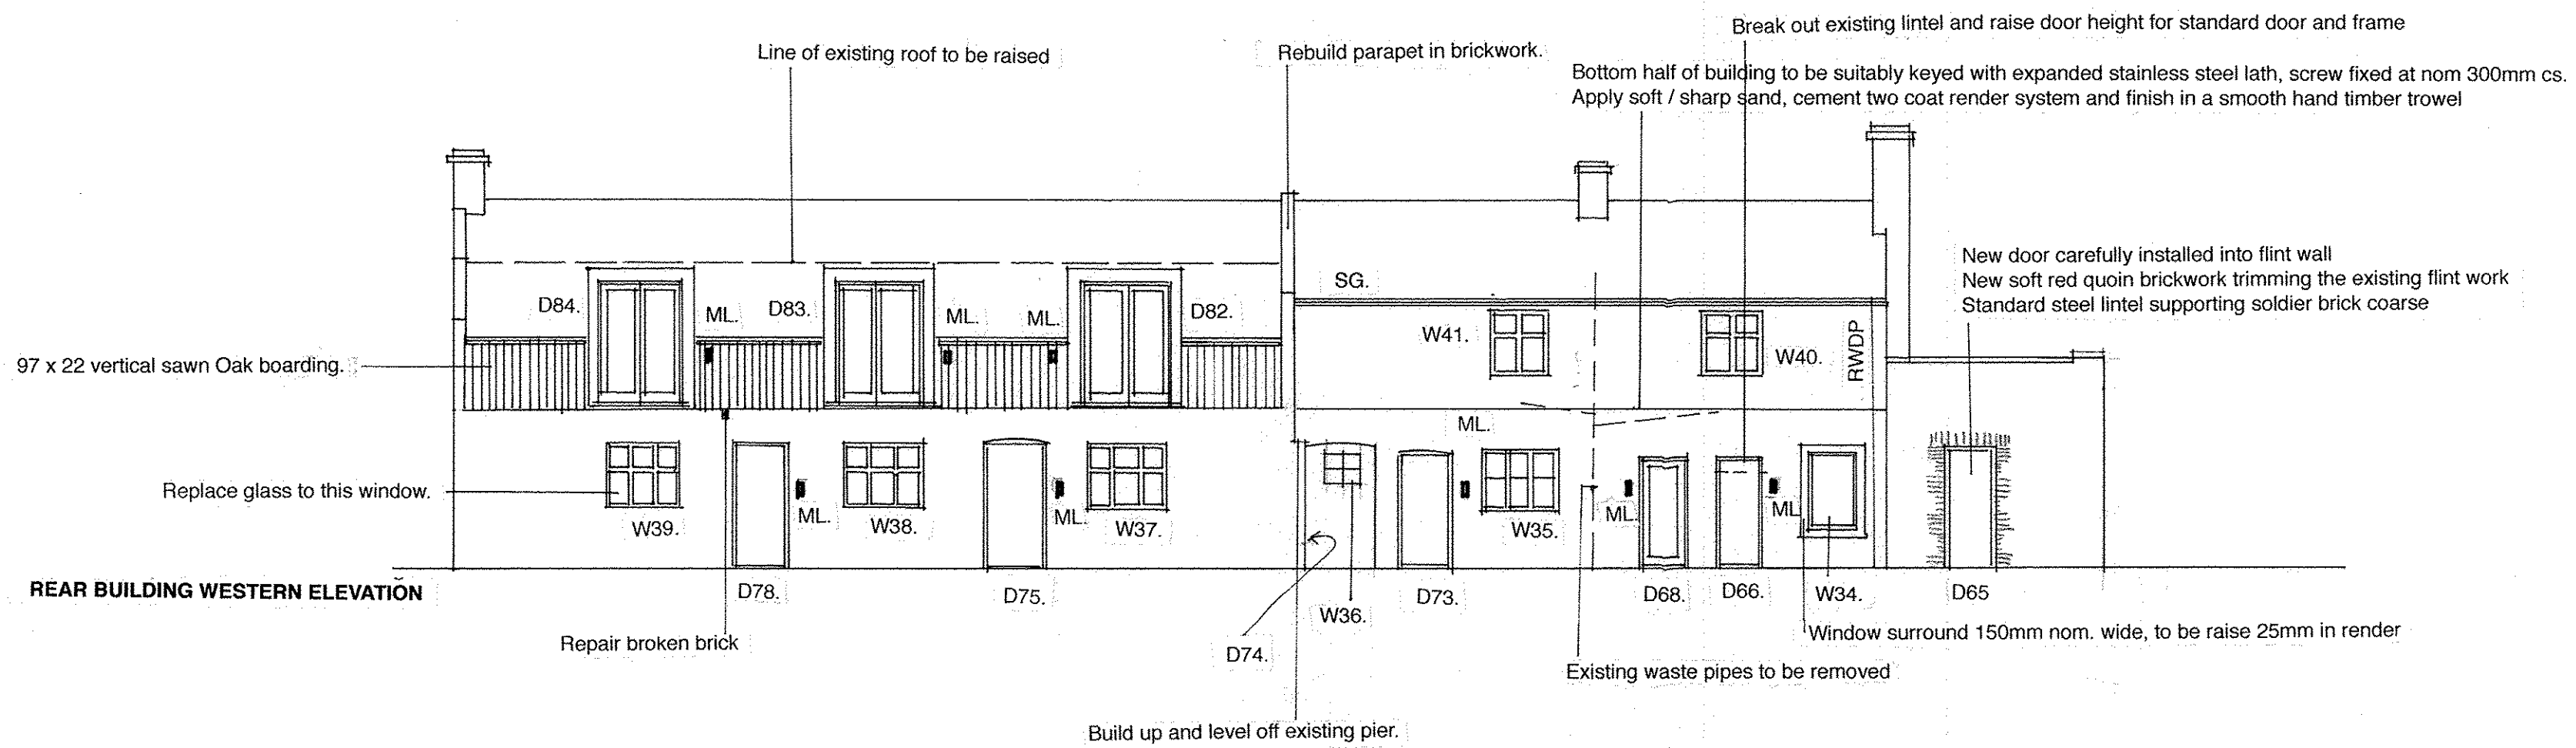 Break out existing lintel and raise door height for standard door and frame
Line of existing roof to be raised
Rebuild parapet in brickwork.
Bottom half of building to be suitably keyed with expanded stainless steel lath, screw fixed at nom 300mm cs.
Apply soft / sharp sand, cement two coat render system and finish in a smooth hand timber trowel
New door carefully installed into flint wall
New soft red quoin brickwork trimming the existing flint work
Standard steel lintel supporting soldier brick coarse
SG.
D84.
ML.
D83.
ML.
ML.
D82.
W41.
W40.
RWDP
97 x 22 vertical sawn Oak boarding.
ML.
Replace glass to this window.
W39.
ML.
W38.
ML.
W37.
W35.
ML.
ML
REAR BUILDING WESTERN ELEVATION
D78.
D75.
W36.
D73.
D68.
D66.
W34.
D65
Repair broken brick
D74.
Window surround 150mm nom. wide, to be raise 25mm in render
Existing waste pipes to be removed
Build up and level off existing pier.